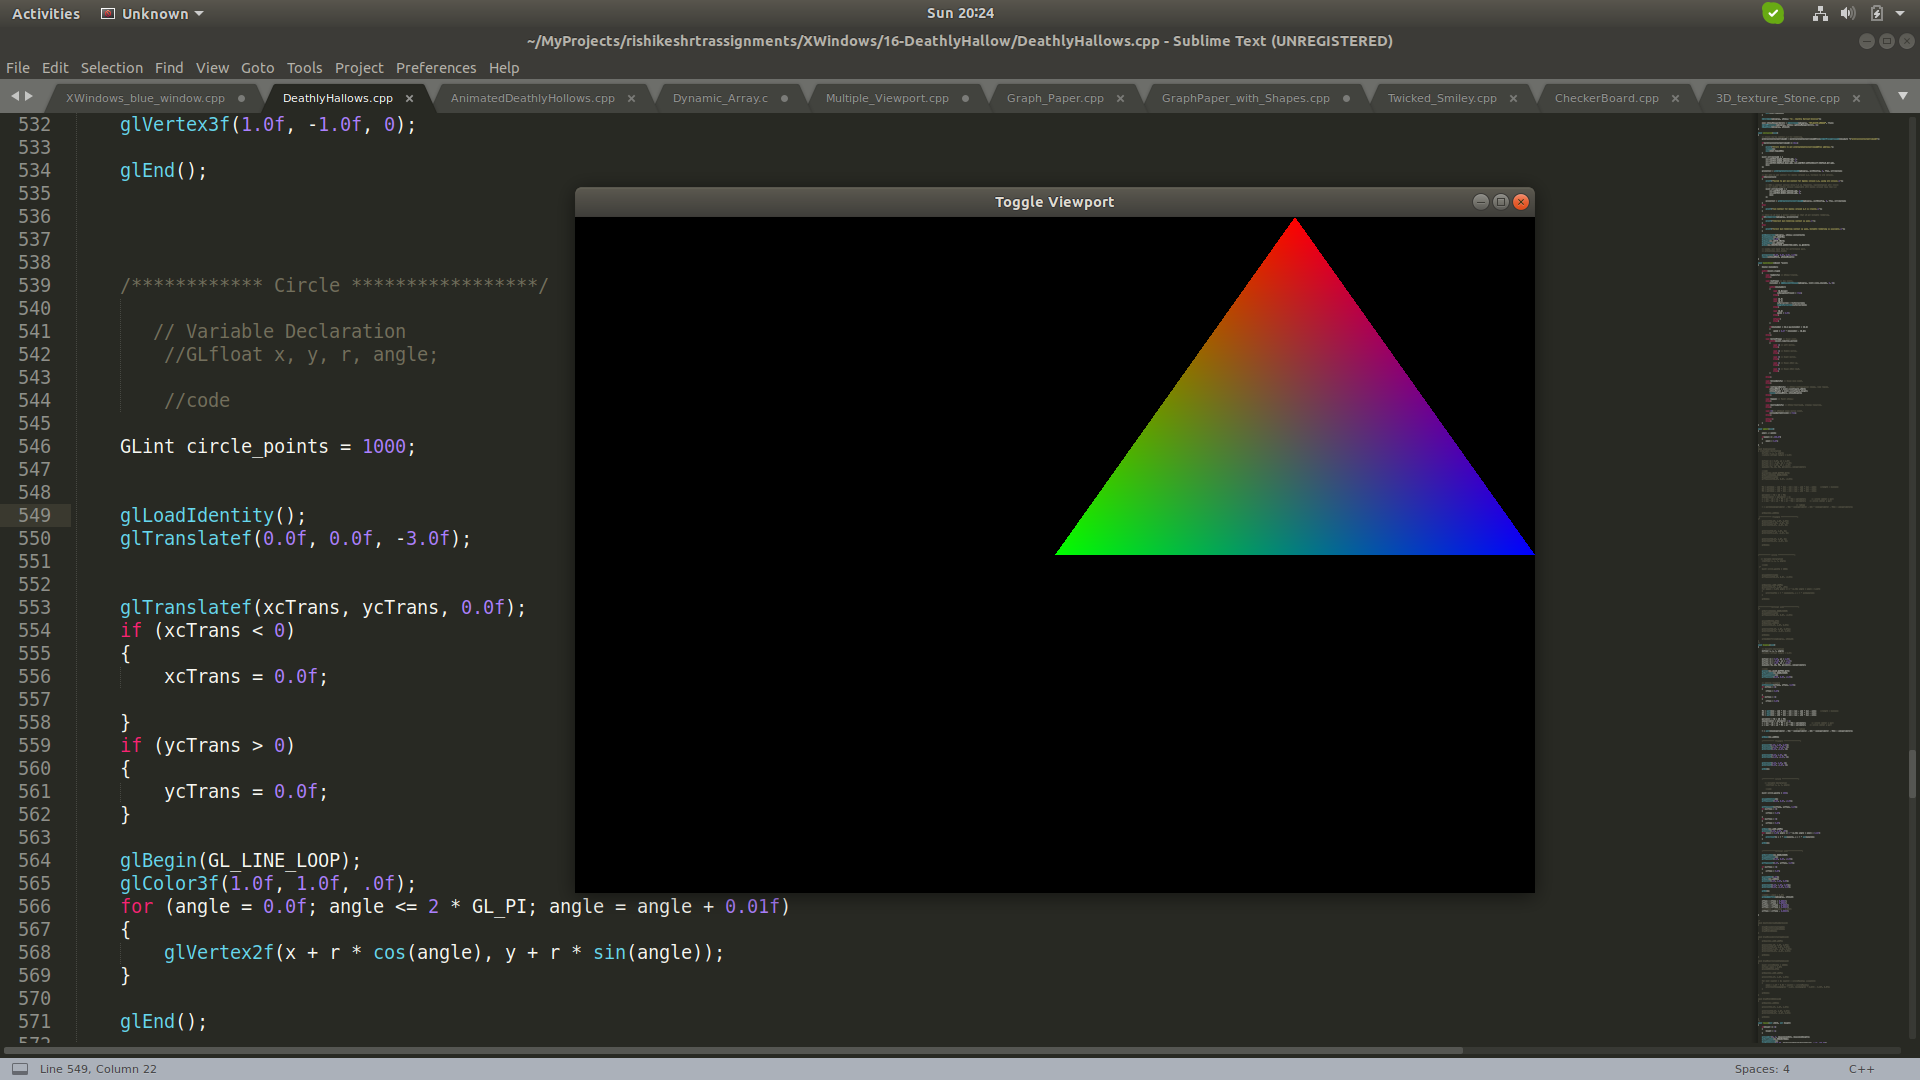 Activities Unknown Sun 20:24
~/MyProjects/rishikeshrtrassignments/XWindows/16-DeathlyHallow/DeathlyHallows.cpp - Sublime Text (UNREGISTERED)
File Edit Selection Find View Goto Tools Project Preferences Help
XWindows_blue_window.cpp DeathlyHallows.cpp AnimatedDeathlyHollows.cpp Dynamic_Array.c Multiple_Viewport.cpp Graph_Paper.cpp GraphPaper_with_Shapes.cpp Twicked_Smiley.cpp CheckerBoard.cpp 3D_texture_Stone.cpp
532 glVertex3f(1.0f, -1.0f, 0);
533
534 glEnd();
535
Toggle Viewport
536
537
538
539 /************ Circle *****************/
540
541 // Variable Declaration
542 //GLfloat x, y, r, angle;
543
544 //code
545
546 GLint circle_points = 1000;
547
548
549 glLoadIdentity();
550 glTranslatef(0.0f, 0.0f, -3.0f);
551
552
553 glTranslatef(xcTrans, ycTrans, 0.0f);
554 if (xcTrans < 0)
555 {
556 xcTrans = 0.0f;
557
558 }
559 if (ycTrans > 0)
560 {
561 ycTrans = 0.0f;
562 }
563
564 glBegin(GL_LINE_LOOP);
565 glColor3f(1.0f, 1.0f, .0f);
566 for (angle = 0.0f; angle <= 2 * GL_PI; angle = angle + 0.01f)
567 {
568 glVertex2f(x + r * cos(angle), y + r * sin(angle));
569 }
570
571 glEnd();
572
Line 549, Column 22 Spaces: 4 C++